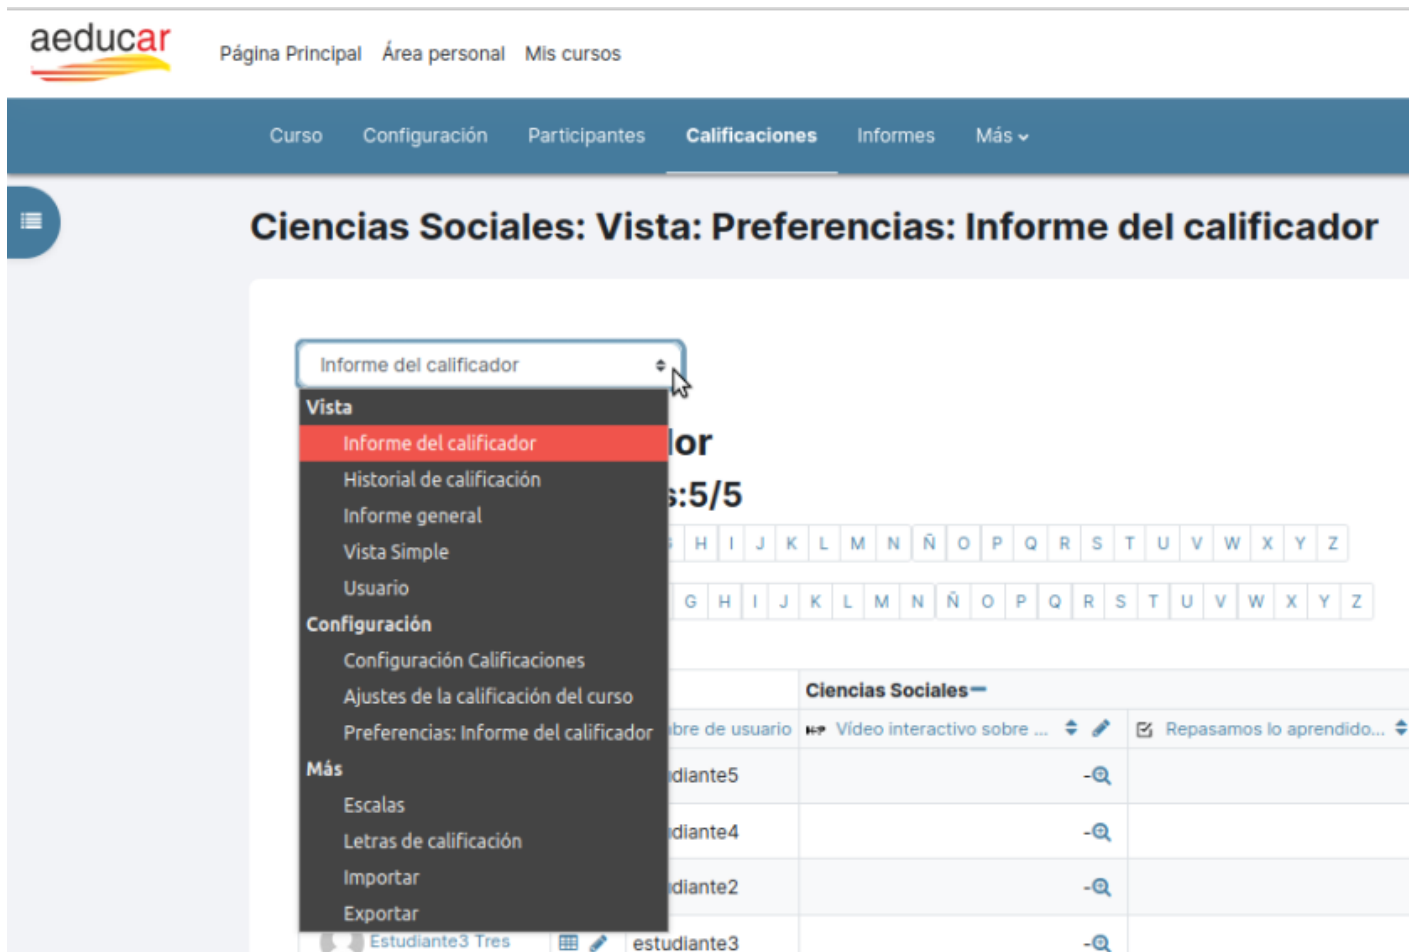 aeducar
Página Principal Área personal Mis cursos
Curso Configuración Participantes Calificaciones Informes Más
Ciencias Sociales: Vista: Preferencias: Informe del calificador
Informe del calificador
Vista
Informe del calificador
Historial de calificación
Informe general
Vista Simple
Usuario
Configuración
Configuración Calificaciones
Ajustes de la calificación del curso
Preferencias: Informe del calificador
Más
Escalas
Letras de calificación
Importar
Exportar
or
:5/5
H I J K L M N Ñ O P Q R S T U V W X Y Z
G H I J K L M N Ñ O P Q R S T U V W X Y Z
Ciencias Sociales
bre de usuario Vídeo interactivo sobre ... Repasamos lo aprendido...
diante5 -
diante4 -
diante2 -
Estudiante3 Tres estudiante3 -